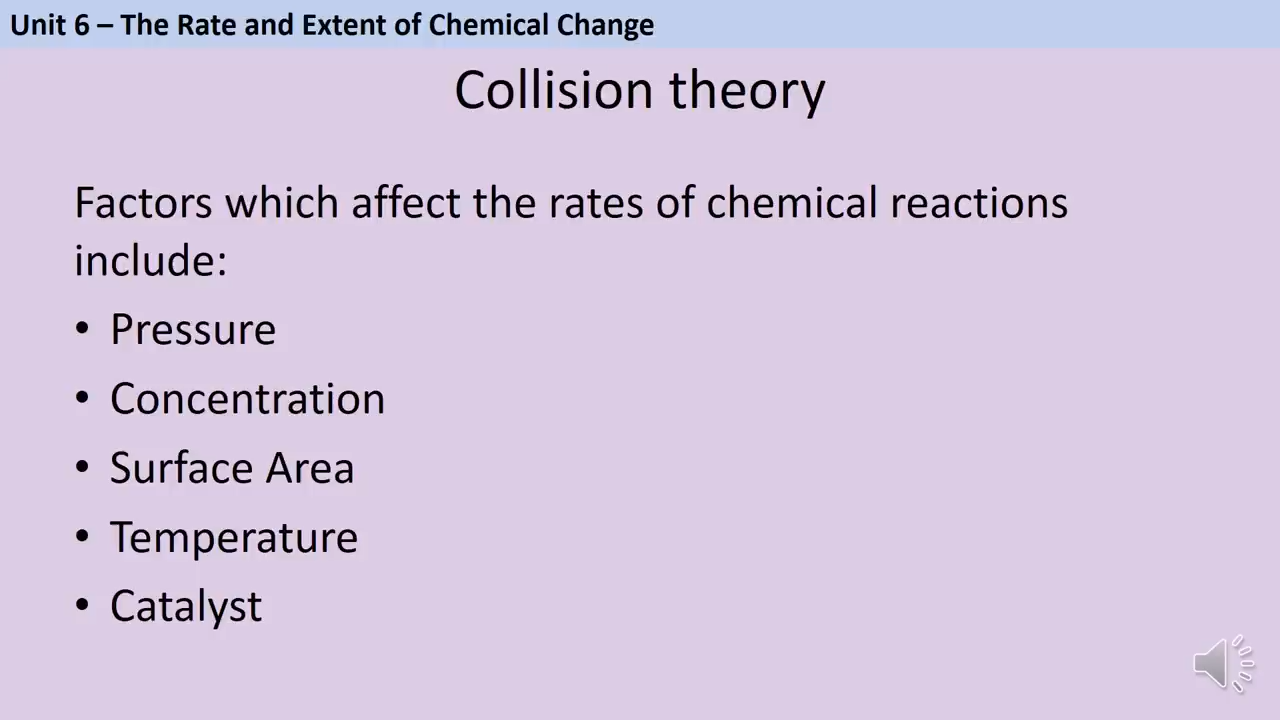 Unit 6 – The Rate and Extent of Chemical Change
Collision theory
Factors which affect the rates of chemical reactions
include:
• Pressure
• Concentration
• Surface Area
• Temperature
• Catalyst